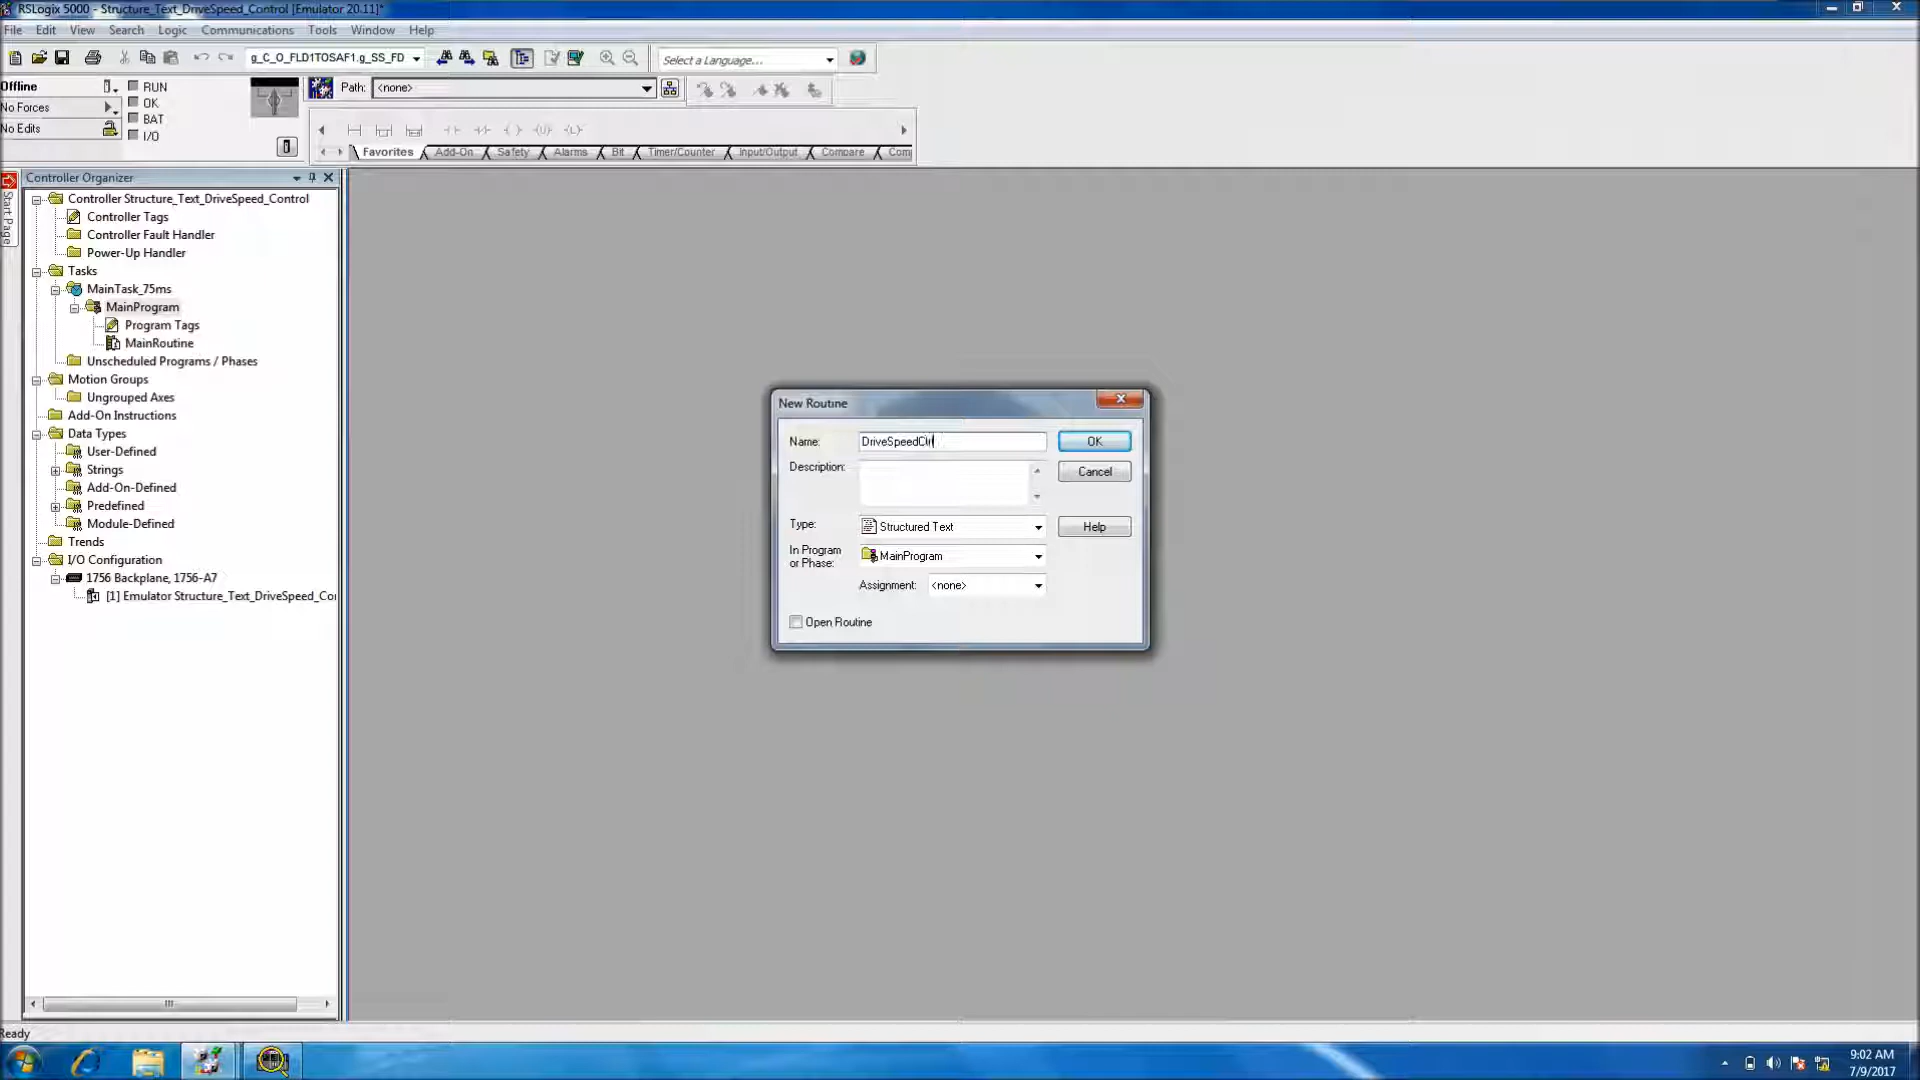 RSLogix 5000 - Structure_Text_DriveSpeed_Control [Emulator 20.11]*
File Edit View Search Logic Communications Tools Window Help
g_C_O_FLD1TOSAF1.g_SS_FD Select a Language...
Offline RUN Path: <none>
No Forces OK
BAT
No Edits I/O
Favorites Add-On Safety Alarms Bit Timer/Counter Input/Output Compare Com
Start Page
Controller Organizer
Controller Structure_Text_DriveSpeed_Control
Controller Tags
Controller Fault Handler
Power-Up Handler
Tasks
MainTask_75ms
MainProgram
Program Tags
MainRoutine
Unscheduled Programs / Phases
Motion Groups
Ungrouped Axes
Add-On Instructions
Data Types
User-Defined
Strings
Add-On-Defined
Predefined
Module-Defined
Trends
I/O Configuration
1756 Backplane, 1756-A7
[1] Emulator Structure_Text_DriveSpeed_Co
New Routine
Name: OK
Description: Cancel
Type: Structured Text Help
In Program or Phase: MainProgram
Assignment: <none>
Open Routine
Ready
9:02 AM
7/9/2017